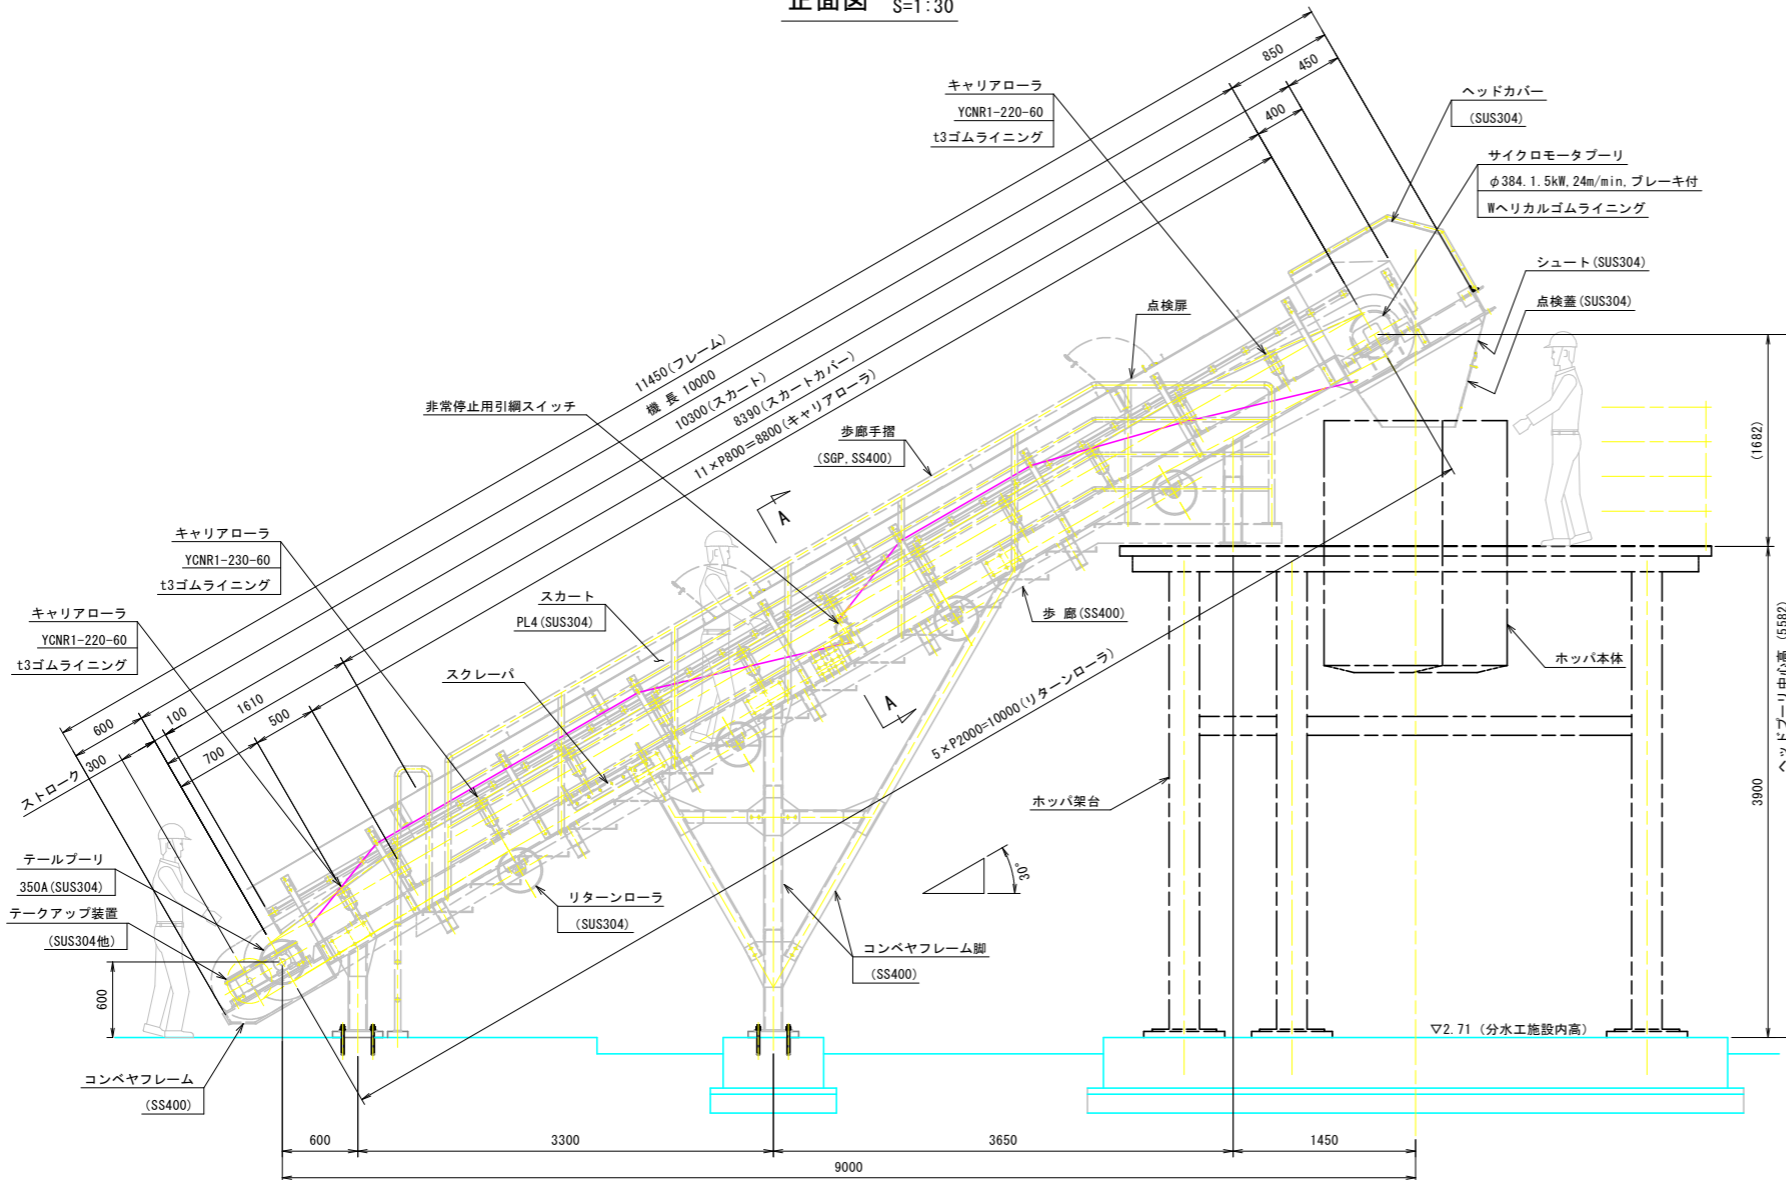 正面図 S=1:30
850
450
400
キャリアローラ
YCNR1-220-60
t3ゴムライニング
ヘッドカバー
(SUS304)
サイクロモータプーリ
φ384.1.5kW.24m/min.ブレーキ付
Wヘリカルゴムライニング
シュート(SUS304)
点検蓋(SUS304)
点検扉
11450(フレーム)
機 長 10000
10300(スカート)
8390(スカートカバー)
11×P800=8800(キャリアローラ)
非常停止用引綱スイッチ
歩廊手摺
(SGP.SS400)
A
(1682)
キャリアローラ
YCNR1-230-60
t3ゴムライニング
スカート
PL4(SUS304)
キャリアローラ
YCNR1-220-60
t3ゴムライニング
歩 廊(SS400)
ホッパ本体
スクレーパ
A
5×P2000=10000(リターンローラ)
600
100
1610
500
700
300
ストローク
ヘッドプーリ中心高 (5582)
3900
ホッパ架台
テールプーリ
350A(SUS304)
テークアップ装置
(SUS304他)
リターンローラ
(SUS304)
30°
コンベヤフレーム脚
(SS400)
600
▽2.71 (分水工施設内高)
コンベヤフレーム
(SS400)
600
3300
3650
1450
9000